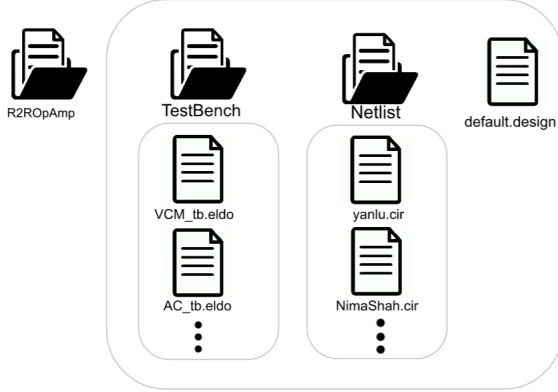 R2ROpAmp
TestBench
Netlist
default.design
VCM_tb.eldo
yanlu.cir
AC_tb.eldo
NimaShah.cir